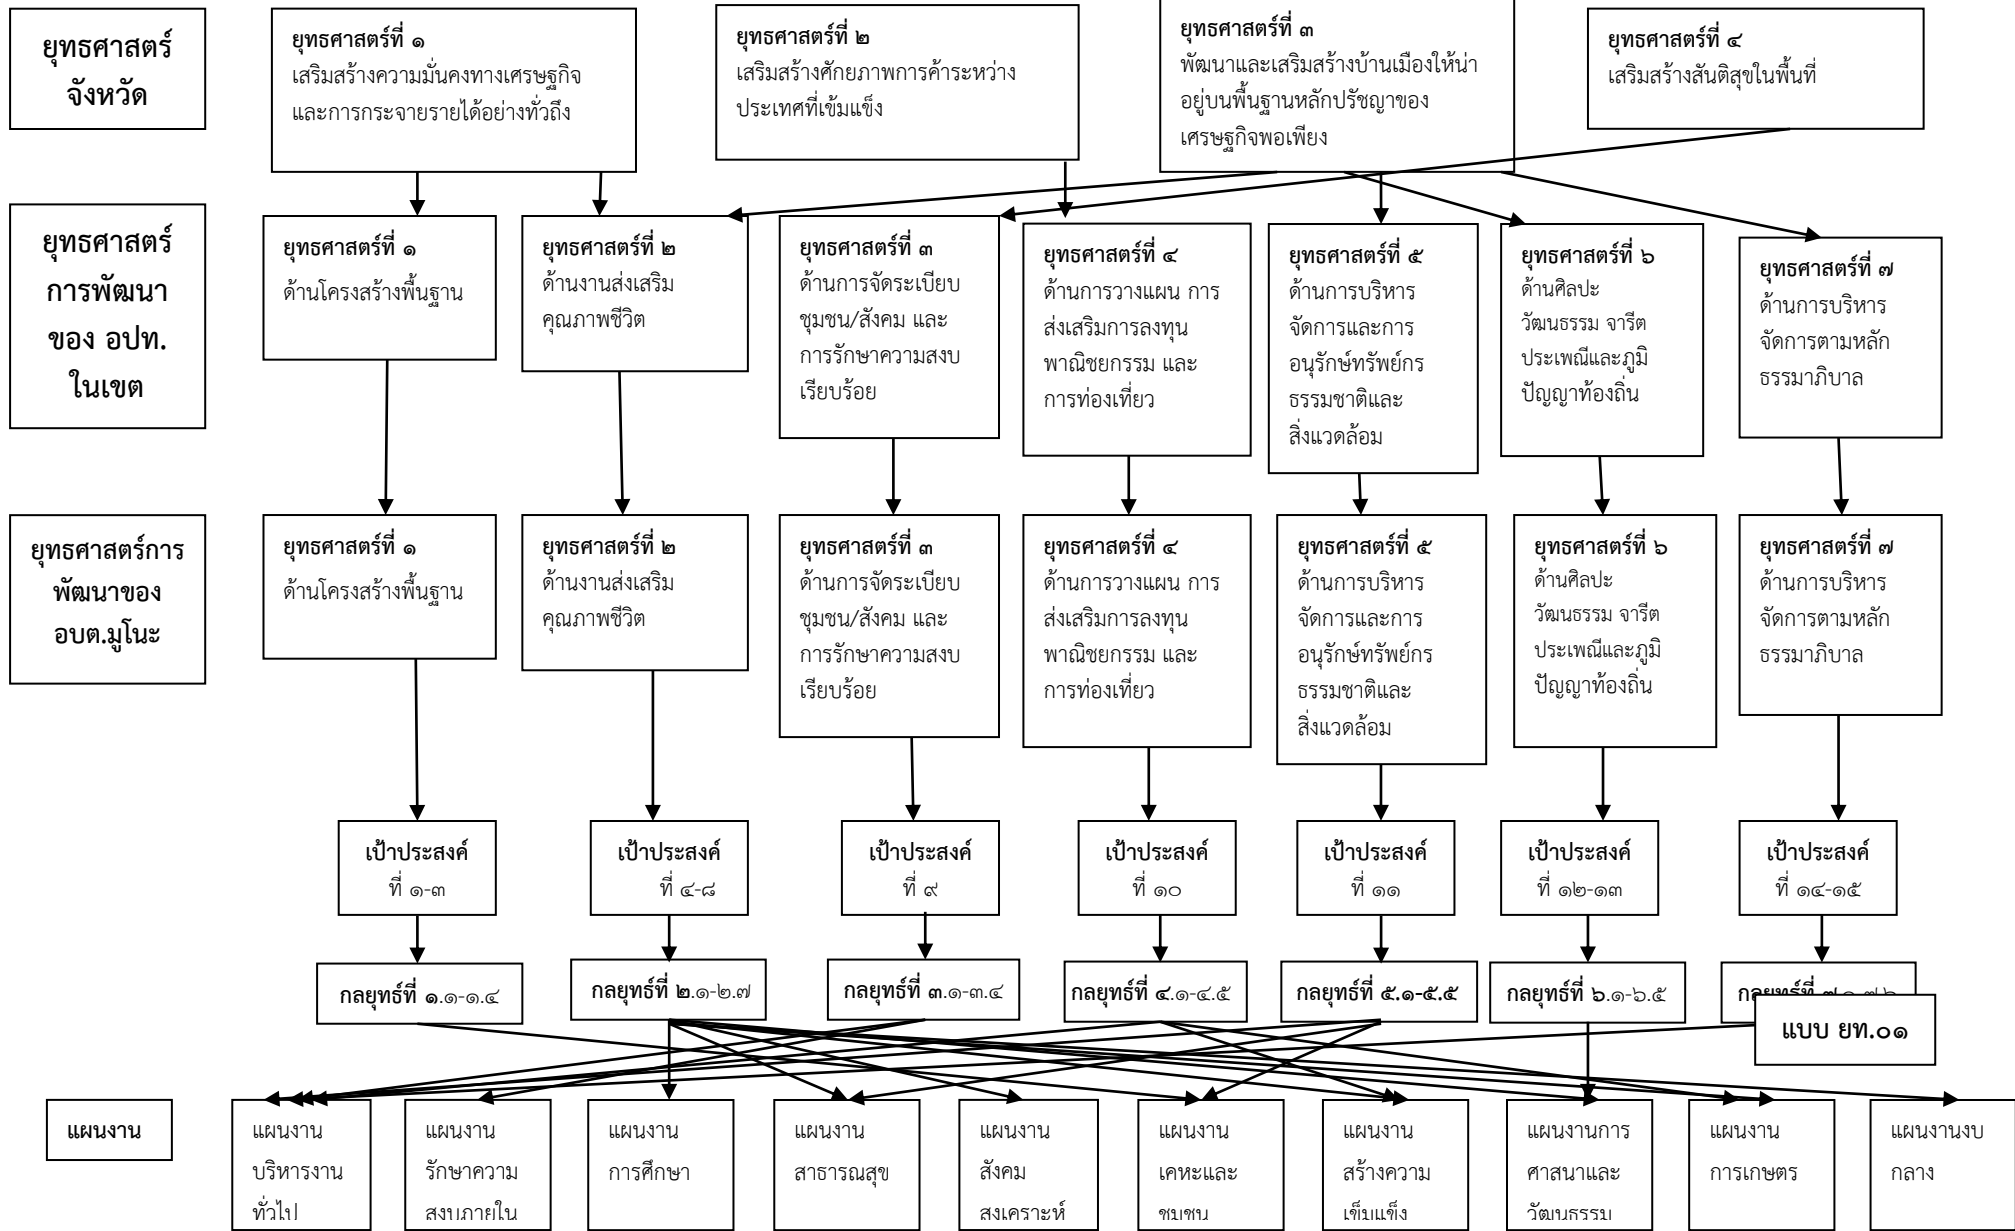 ยุทธศาสตร์
จังหวัด
ยุทธศาสตร์ที่ ๑
เสริมสร้างความมั่นคงทางเศรษฐกิจ
และการกระจายรายได้อย่างทั่วถึง
ยุทธศาสตร์ที่ ๒
เสริมสร้างศักยภาพการค้าระหว่าง
ประเทศที่เข้มแข็ง
ยุทธศาสตร์ที่ ๓
พัฒนาและเสริมสร้างบ้านเมืองให้น่า
อยู่บนพื้นฐานหลักปรัชญาของ
เศรษฐกิจพอเพียง
ยุทธศาสตร์ที่ ๔
เสริมสร้างสันติสุขในพื้นที่
ยุทธศาสตร์
การพัฒนา
ของ อปท.
ในเขต
ยุทธศาสตร์ที่ ๑
ด้านโครงสร้างพื้นฐาน
ยุทธศาสตร์ที่ ๒
ด้านงานส่งเสริม
คุณภาพชีวิต
ยุทธศาสตร์ที่ ๓
ด้านการจัดระเบียบ
ชุมชน/สังคม และ
การรักษาความสงบ
เรียบร้อย
ยุทธศาสตร์ที่ ๔
ด้านการวางแผน การ
ส่งเสริมการลงทุน
พาณิชยกรรม และ
การท่องเที่ยว
ยุทธศาสตร์ที่ ๕
ด้านการบริหาร
จัดการและการ
อนุรักษ์ทรัพย์กร
ธรรมชาติและ
สิ่งแวดล้อม
ยุทธศาสตร์ที่ ๖
ด้านศิลปะ
วัฒนธรรม จารีต
ประเพณีและภูมิ
ปัญญาท้องถิ่น
ยุทธศาสตร์ที่ ๗
ด้านการบริหาร
จัดการตามหลัก
ธรรมาภิบาล
ยุทธศาสตร์การ
พัฒนาของ
อบต.มูโนะ
ยุทธศาสตร์ที่ ๑
ด้านโครงสร้างพื้นฐาน
ยุทธศาสตร์ที่ ๒
ด้านงานส่งเสริม
คุณภาพชีวิต
ยุทธศาสตร์ที่ ๓
ด้านการจัดระเบียบ
ชุมชน/สังคม และ
การรักษาความสงบ
เรียบร้อย
ยุทธศาสตร์ที่ ๔
ด้านการวางแผน การ
ส่งเสริมการลงทุน
พาณิชยกรรม และ
การท่องเที่ยว
ยุทธศาสตร์ที่ ๕
ด้านการบริหาร
จัดการและการ
อนุรักษ์ทรัพย์กร
ธรรมชาติและ
สิ่งแวดล้อม
ยุทธศาสตร์ที่ ๖
ด้านศิลปะ
วัฒนธรรม จารีต
ประเพณีและภูมิ
ปัญญาท้องถิ่น
ยุทธศาสตร์ที่ ๗
ด้านการบริหาร
จัดการตามหลัก
ธรรมาภิบาล
เป้าประสงค์
ที่ ๑-๓
เป้าประสงค์
ที่ ๔-๘
เป้าประสงค์
ที่ ๙
เป้าประสงค์
ที่ ๑๐
เป้าประสงค์
ที่ ๑๑
เป้าประสงค์
ที่ ๑๒-๑๓
เป้าประสงค์
ที่ ๑๔-๑๕
กลยุทธ์ที่ ๑.๑-๑.๔
กลยุทธ์ที่ ๒.๑-๒.๗
กลยุทธ์ที่ ๓.๑-๓.๔
กลยุทธ์ที่ ๔.๑-๔.๕
กลยุทธ์ที่ ๕.๑-๕.๕
กลยุทธ์ที่ ๖.๑-๖.๕
แบบ ยท.๐๑
แผนงาน
แผนงาน
บริหารงาน
ทั่วไป
แผนงาน
รักษาความ
สงบภายใน
แผนงาน
การศึกษา
แผนงาน
สาธารณสุข
แผนงาน
สังคม
สงเคราะห์
แผนงาน
เคหะและ
ชุมชน
แผนงาน
สร้างความ
เข็มแข็ง
แผนงานการ
ศาสนาและ
วัฒนธรรม
แผนงาน
การเกษตร
แผนงานงบ
กลาง